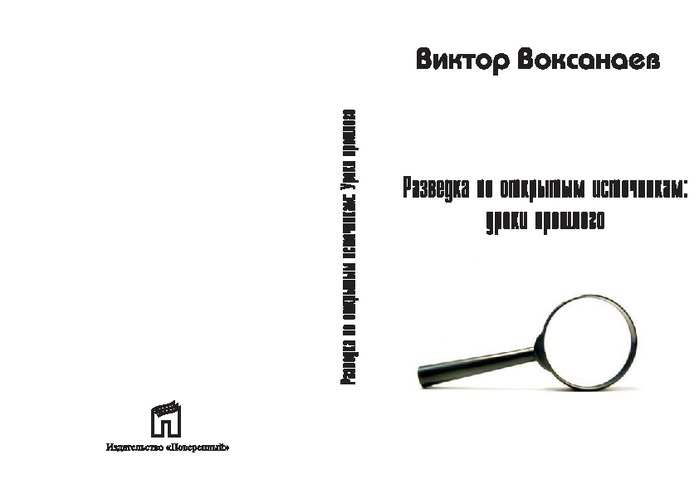 Виктор Воксанаев
Разведка по открытым источникам:
уроки прошлого
Разведка по открытым источникам: Уроки прошлого
Издательство «Поверенный»